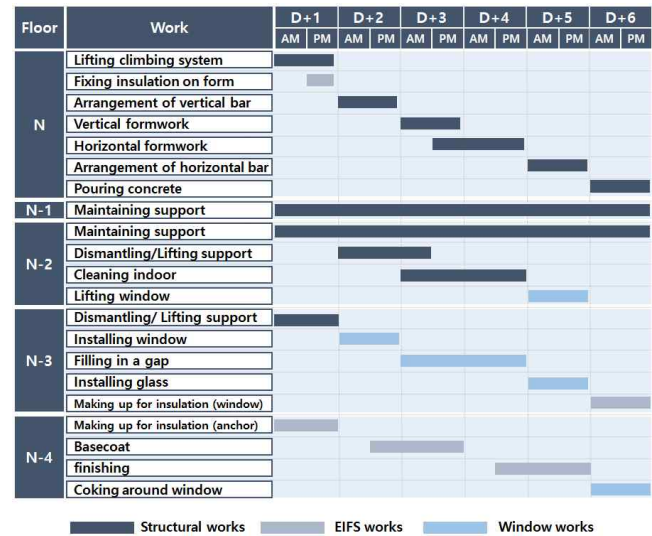 Floor Work D+1 D+2 D+3 D+4 D+5 D+6
AM PM AM PM AM PM AM PM AM PM AM PM
N
Lifting climbing system
Fixing insulation on form
Arrangement of vertical bar
Vertical formwork
Horizontal formwork
Arrangement of horizontal bar
Pouring concrete
N-1 Maintaining support
N-2
Maintaining support
Dismantling/Lifting support
Cleaning indoor
Lifting window
N-3
Dismantling/ Lifting support
Installing window
Filling in a gap
Installing glass
Making up for insulation (window)
N-4
Making up for insulation (anchor)
Basecoat
finishing
Coking around window
Structural works EIFS works Window works